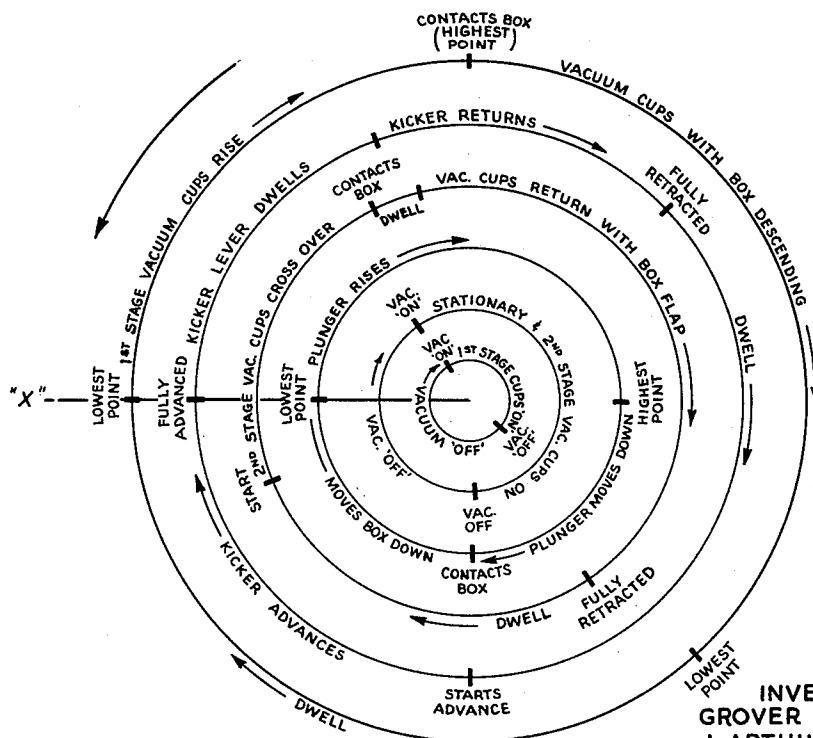 CONTACTS BOX
(HIGHEST)
POINT
1ST STAGE VACUUM CUPS RISE
VACUUM CUPS WITH BOX DESCENDING
LOWEST
POINT
DWELL
LOWEST
POINT
KICKER LEVER DWELLS
KICKER RETURNS
FULLY
RETRACTED
DWELL
STARTS
ADVANCE
KICKER ADVANCES
FULLY
ADVANCED
START
2ND STAGE VAC. CUPS CROSS OVER
CONTACTS
BOX
DWELL
VAC. CUPS RETURN WITH BOX FLAP
FULLY
RETRACTED
DWELL
PLUNGER RISES
HIGHEST
POINT
PLUNGER MOVES DOWN
CONTACTS
BOX
MOVES BOX DOWN
LOWEST
POINT
VAC.
'ON'
STATIONARY & 2ND STAGE VAC. CUPS ON
VAC.
OFF
VAC. 'OFF'
VAC.
'ON'
1ST STAGE CUPS 'ON'
VAC.
'OFF'
VACUUM 'OFF'
"X"
INVE
GROVER